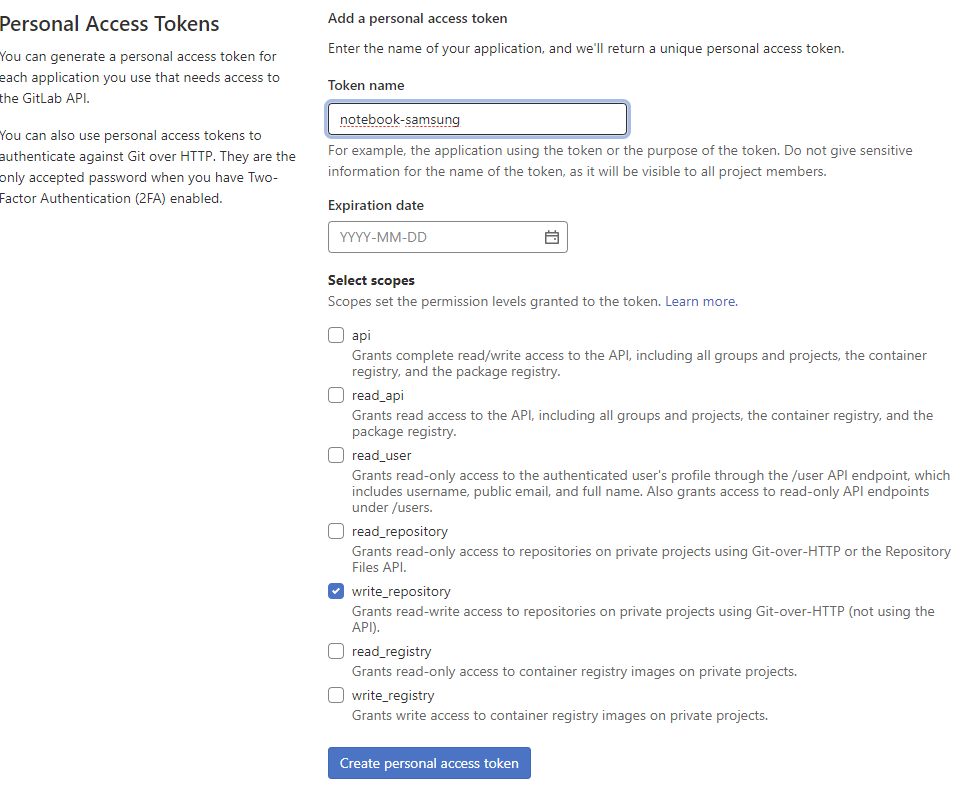 Personal Access Tokens
You can generate a personal access token for
each application you use that needs access to
the GitLab API.
You can also use personal access tokens to
authenticate against Git over HTTP. They are the
only accepted password when you have Two-
Factor Authentication (2FA) enabled.
Add a personal access token
Enter the name of your application, and we'll return a unique personal access token.
Token name
notebook-samsung
For example, the application using the token or the purpose of the token. Do not give sensitive
information for the name of the token, as it will be visible to all project members.
Expiration date
YYYY-MM-DD
Select scopes
Scopes set the permission levels granted to the token. Learn more.
api
Grants complete read/write access to the API, including all groups and projects, the container
registry, and the package registry.
read_api
Grants read access to the API, including all groups and projects, the container registry, and the
package registry.
read_user
Grants read-only access to the authenticated user's profile through the /user API endpoint, which
includes username, public email, and full name. Also grants access to read-only API endpoints
under /users.
read_repository
Grants read-only access to repositories on private projects using Git-over-HTTP or the Repository
Files API.
write_repository
Grants read-write access to repositories on private projects using Git-over-HTTP (not using the
API).
read_registry
Grants read-only access to container registry images on private projects.
write_registry
Grants write access to container registry images on private projects.
Create personal access token